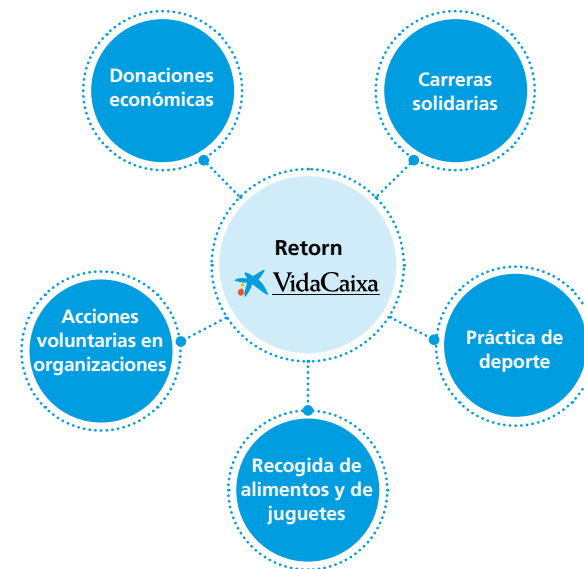 Donaciones
económicas
Carreras
solidarias
Retorn
VidaCaixa
Acciones
voluntarias en
organizaciones
Práctica de
deporte
Recogida de
alimentos y de
juguetes